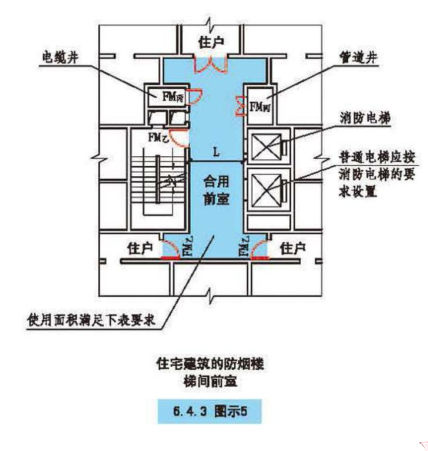 住户
电缆井
管道井
FM丙
FM丙
消防电梯
FM乙
L
普通电梯应按
消防电梯的要
求设置
合用
前室
住户
FM乙
FM乙
住户
使用面积满足下表要求
住宅建筑的防烟楼
梯间前室
6.4.3 图示5